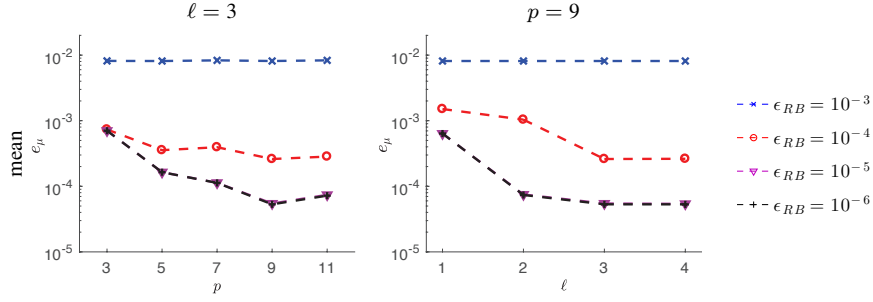 ℓ = 3
p = 9
mean
e_μ
10^-2
10^-3
10^-4
10^-5
3 5 7 9 11
p
e_μ
10^-2
10^-3
10^-4
10^-5
1 2 3 4
ℓ
ϵ_RB = 10^-3
ϵ_RB = 10^-4
ϵ_RB = 10^-5
ϵ_RB = 10^-6